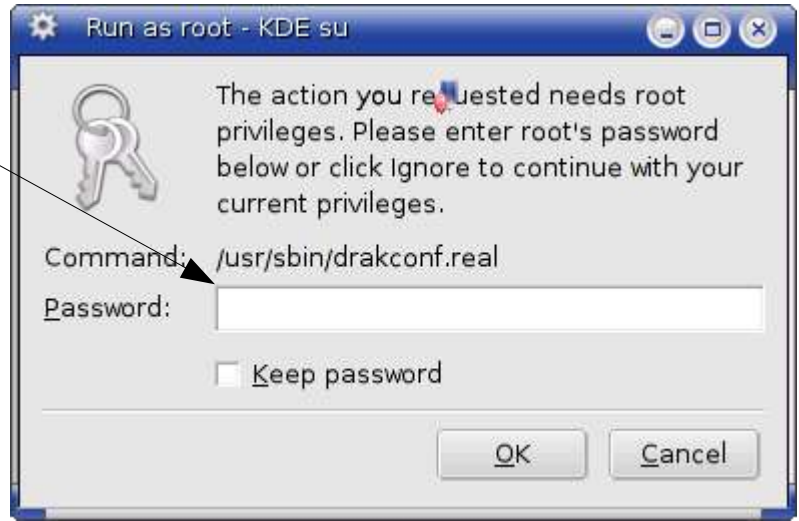 Run as root - KDE su
The action you requested needs root
privileges. Please enter root's password
below or click Ignore to continue with your
current privileges.
Command: /usr/sbin/drakconf.real
Password:
Keep password
OK Cancel